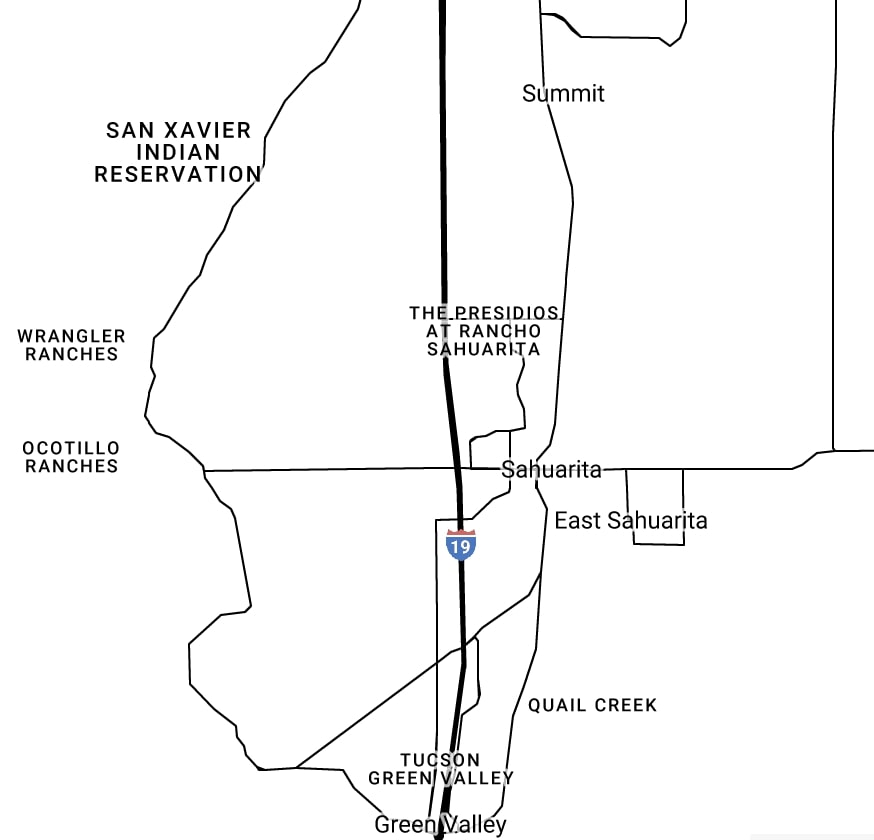 Summit
SAN XAVIER
INDIAN
RESERVATION
THE PRESIDIOS
AT RANCHO
SAHUARITA
WRANGLER
RANCHES
OCOTILLO
RANCHES
Sahuarita
East Sahuarita
19
QUAIL CREEK
TUCSON
GREEN VALLEY
Green Valley